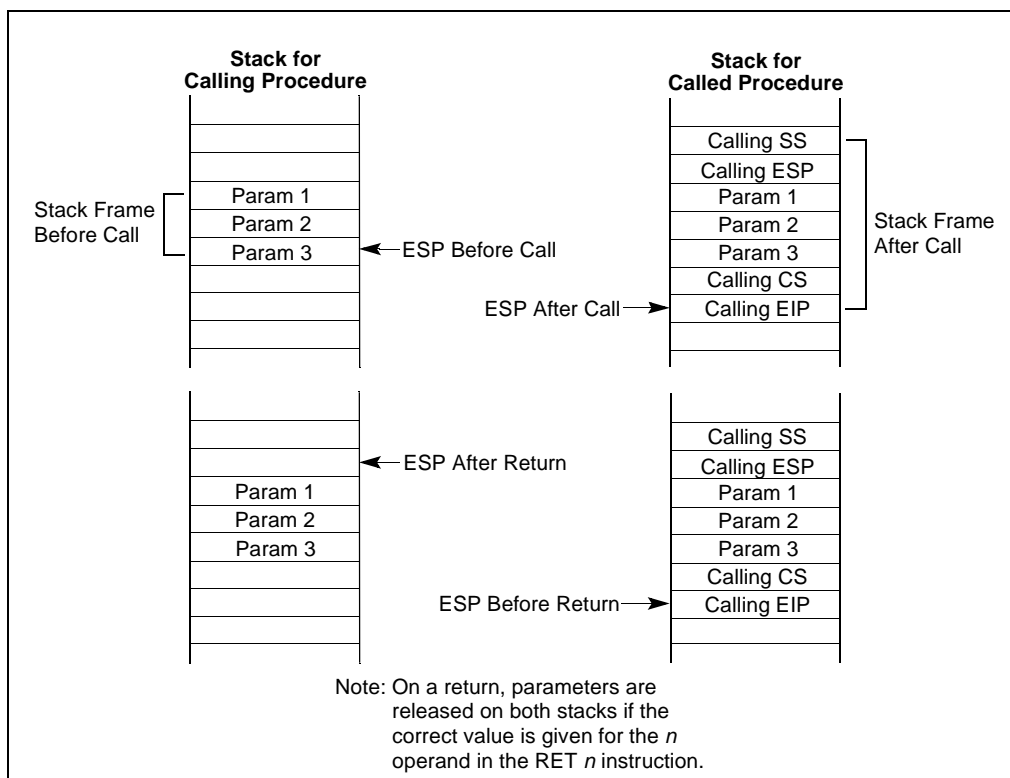 Stack for
Calling Procedure
Stack for
Called Procedure
Calling SS
Calling ESP
Param 1
Param 1
Stack Frame
Before Call
Param 2
Param 2
Stack Frame
After Call
Param 3
ESP Before Call
Param 3
Calling CS
ESP After Call
Calling EIP
Calling SS
ESP After Return
Calling ESP
Param 1
Param 1
Param 2
Param 2
Param 3
Param 3
Calling CS
ESP Before Return
Calling EIP
Note: On a return, parameters are
released on both stacks if the
correct value is given for the n
operand in the RET n instruction.